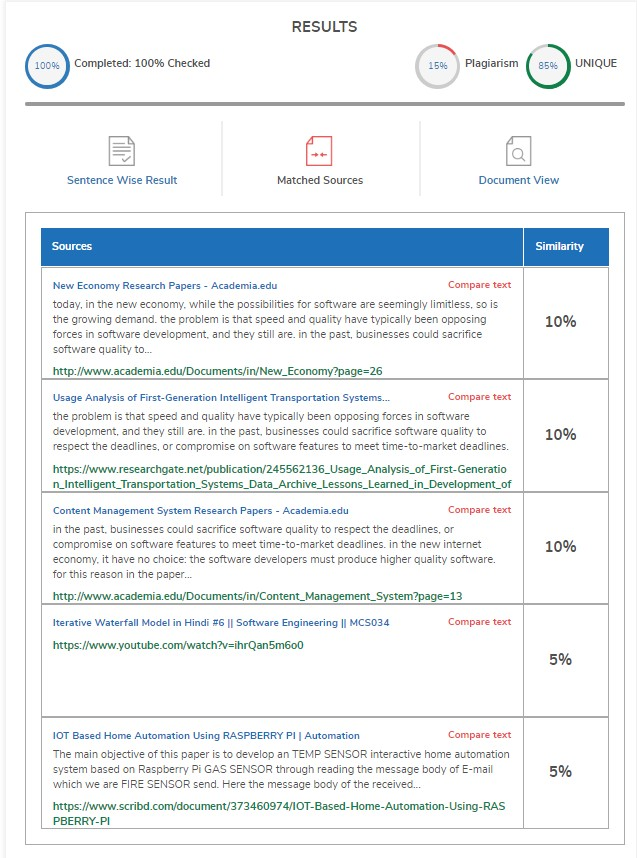 RESULTS
100% Completed: 100% Checked
15% Plagiarism 85% UNIQUE
Sentence Wise Result
Matched Sources
Document View
Sources Similarity
New Economy Research Papers - Academia.edu Compare text
today, in the new economy, while the possibilities for software are seemingly limitless, so is
the growing demand. the problem is that speed and quality have typically been opposing
forces in software development, and they still are. in the past, businesses could sacrifice
software quality to...
http://www.academia.edu/Documents/in/New_Economy?page=26
10%
Usage Analysis of First-Generation Intelligent Transportation Systems... Compare text
the problem is that speed and quality have typically been opposing forces in software
development, and they still are. in the past, businesses could sacrifice software quality to
respect the deadlines, or compromise on software features to meet time-to-market deadlines.
https://www.researchgate.net/publication/245562136_Usage_Analysis_of_First-Generatio
n_Intelligent_Transportation_Systems_Data_Archive_Lessons_Learned_in_Development_of
10%
Content Management System Research Papers - Academia.edu Compare text
in the past, businesses could sacrifice software quality to respect the deadlines, or
compromise on software features to meet time-to-market deadlines. in the new internet
economy, it have no choice: the software developers must produce higher quality software.
for this reason in the paper...
http://www.academia.edu/Documents/in/Content_Management_System?page=13
10%
Iterative Waterfall Model in Hindi #6 || Software Engineering || MCS034 Compare text
https://www.youtube.com/watch?v=ihrQan5m6o0
5%
IOT Based Home Automation Using RASPBERRY PI | Automation Compare text
The main objective of this paper is to develop an TEMP SENSOR interactive home automation
system based on Raspberry Pi GAS SENSOR through reading the message body of E-mail
which we are FIRE SENSOR send. Here the message body of the received...
https://www.scribd.com/document/373460974/IOT-Based-Home-Automation-Using-RAS
PBERRY-PI
5%